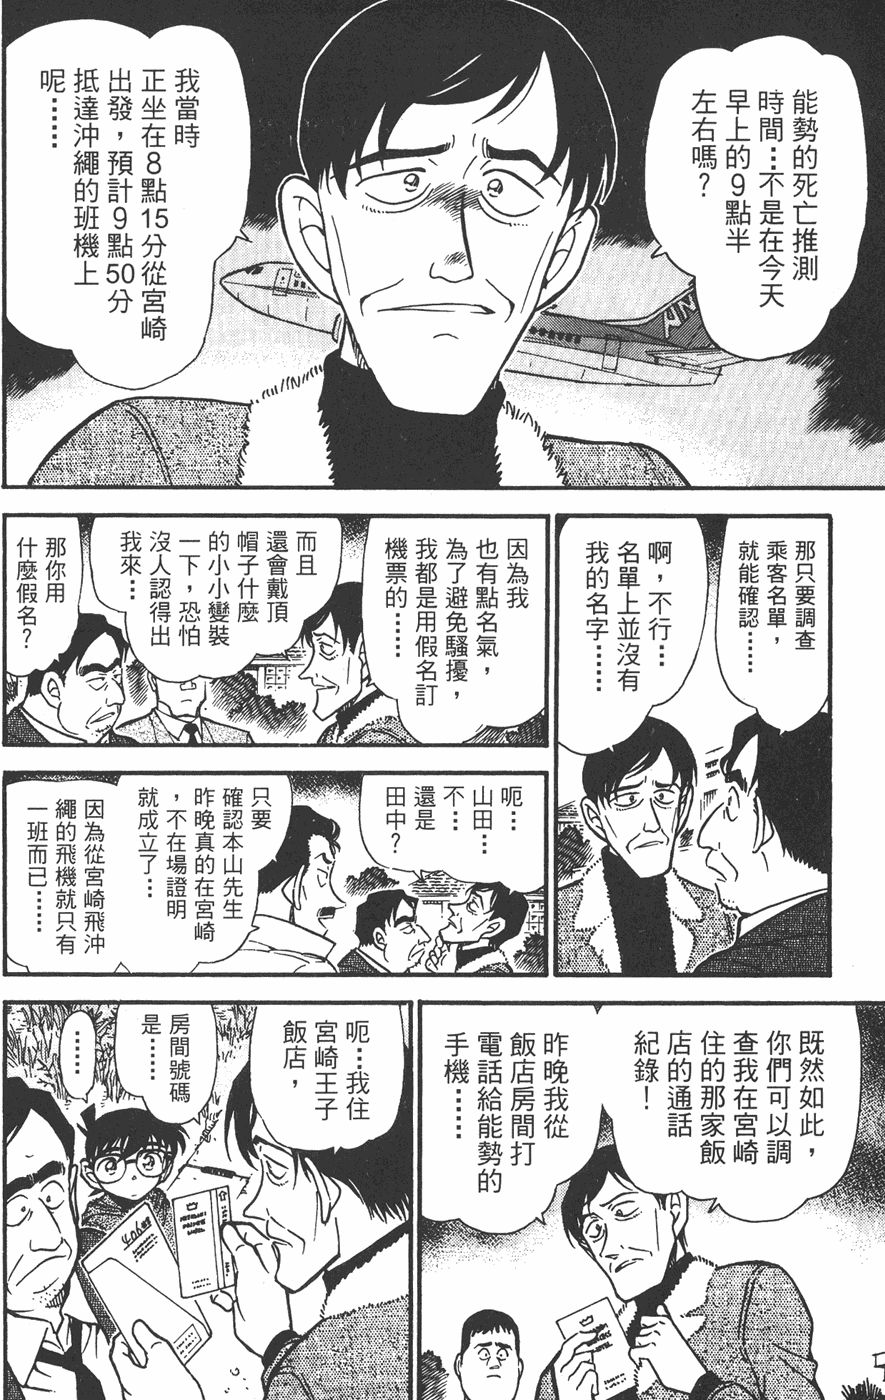 能勢的死亡推測
時間…不是在今天
早上的9點半
左右嗎？
我當時
正坐在8點15分從宮崎
出發，預計9點50分
抵達沖繩的班機上
呢……
AN
那只要調查
乘客名單，
就能確認……
啊，不行…
名單上並沒有
我的名字……
因為我
也有點名氣，
為了避免騷擾，
我都是用假名訂
機票的……
而且
還會戴頂
帽子什麼
的小小變裝
一下，恐怕
沒人認得出
我來…
那你用
什麼假名？
呃…
山田…
不…
還是
田中？
只要
確認本山先生
昨晚真的在宮崎
，不在場證明
就成立了…
因為從宮崎飛沖
繩的飛機就只有
一班而已……
既然如此，
你們可以調
查我在宮崎
住的那家飯
店的通話
紀錄！
昨晚我從
飯店房間打
電話給能勢的
手機……
呃…我住
宮崎王子
飯店，
房間號碼
是……
……